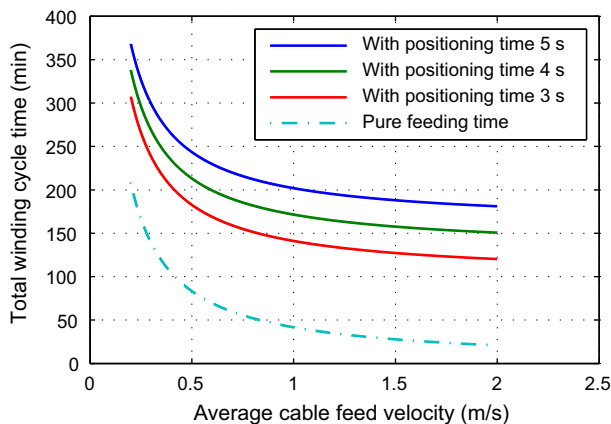 Total winding cycle time (min)
400
350
300
250
200
150
100
50
0
With positioning time 5 s
With positioning time 4 s
With positioning time 3 s
Pure feeding time
0
0.5
1
1.5
2
2.5
Average cable feed velocity (m/s)